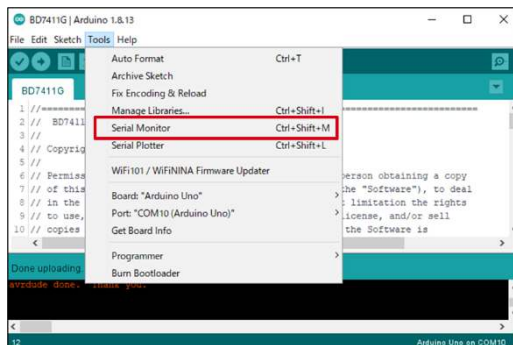 BD7411G | Arduino 1.8.13
File Edit Sketch Tools Help
Auto Format Ctrl+T
Archive Sketch
Fix Encoding & Reload
Manage Libraries... Ctrl+Shift+I
Serial Monitor Ctrl+Shift+M
Serial Plotter Ctrl+Shift+L
WiFi101 / WiFiNINA Firmware Updater
Board: "Arduino Uno"
Port: "COM10 (Arduino Uno)"
Get Board Info
Programmer
Burn Bootloader
BD7411G
1 //=====
2 // BD7411
3 //
4 // Copyrig
5 //
6 // Permiss person obtaining a copy
7 // of this the "Software"), to deal
8 // in the limitation the rights
9 // to use, license, and/or sell
10 // copies the Software is
Done uploading.
avrdude done. Thank you.
12 Arduino Uno on COM10